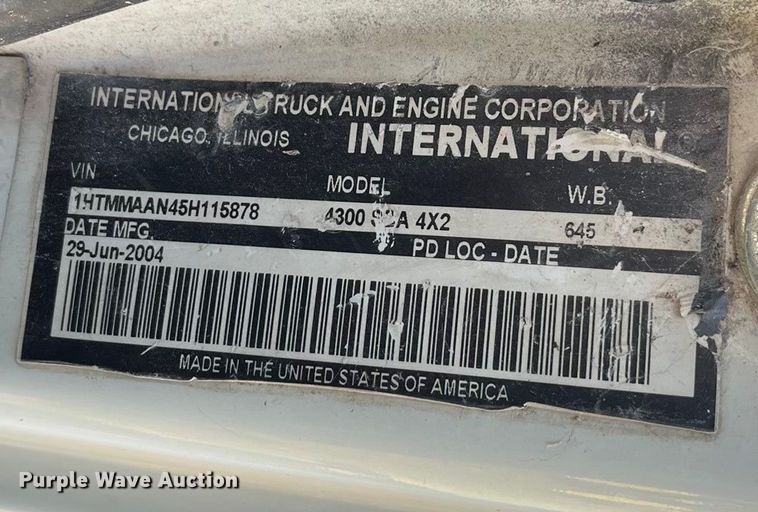 INTERNATIONAL TRUCK AND ENGINE CORPORATION
CHICAGO, ILLINOIS INTERNATIONAL®
VIN MODEL W.B.
1HTMMAAN45H115878 4300 SBA 4X2 645
DATE MFG. PD LOC - DATE
29-Jun-2004
MADE IN THE UNITED STATES OF AMERICA
Purple Wave Auction